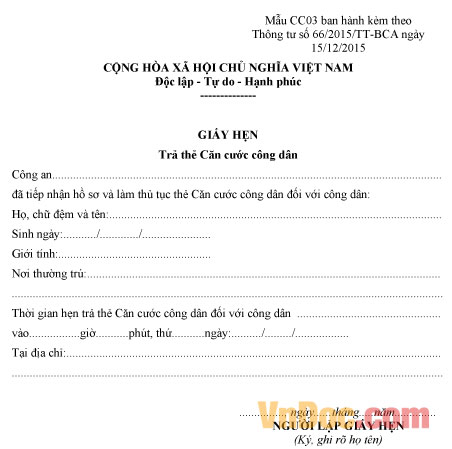 Mẫu CC03 ban hành kèm theo
Thông tư số 66/2015/TT-BCA ngày
15/12/2015
CỘNG HÒA XÃ HỘI CHỦ NGHĨA VIỆT NAM
Độc lập - Tự do - Hạnh phúc
--------------
GIẤY HẸN
Trả thẻ Căn cước công dân
Công an....................................................................................................
đã tiếp nhận hồ sơ và làm thủ tục thẻ Căn cước công dân đối với công dân:
Họ, chữ đệm và tên:....................................................................................
Sinh ngày:.........../............./......................
Giới tính:.......................................
Nơi thường trú:..........................................................................................
..............................................................................................................
Thời gian hẹn trả thẻ Căn cước công dân đối với công dân ....................................
vào...............giờ..........phút, thứ..........ngày:........../......../..........
Tại địa chỉ:................................................................................................
..............................................................................................................
................, ngày......tháng....năm...........
VnDoc.com
NGƯỜI LẬP GIẤY HẸN
(Ký, ghi rõ họ tên)